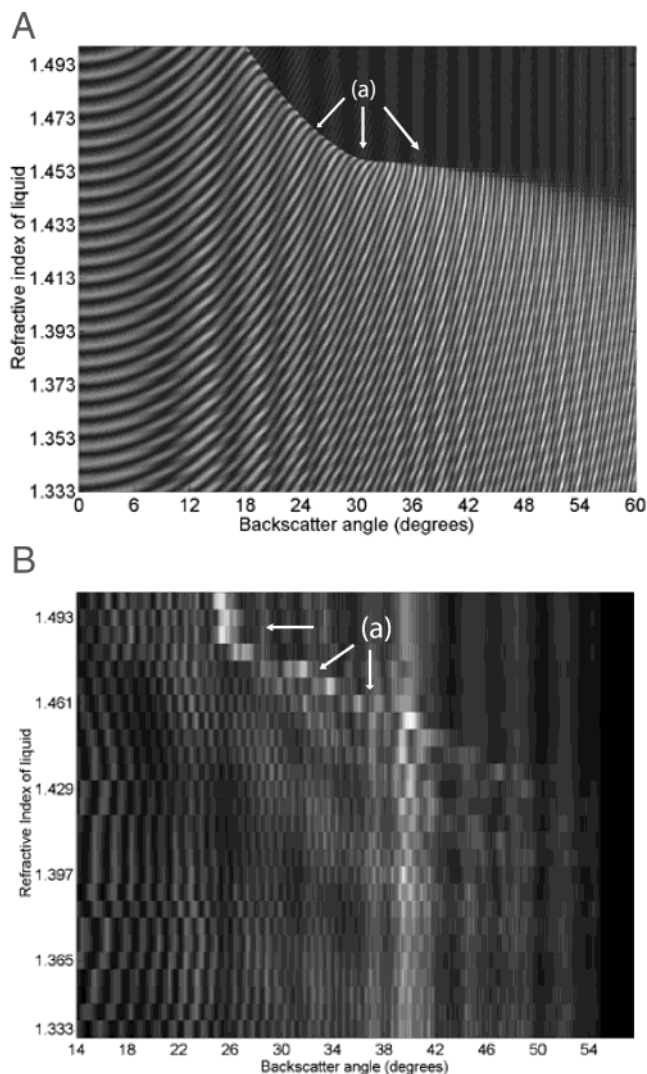 A
Refractive index of liquid
1.493
1.473
1.453
1.433
1.413
1.393
1.373
1.353
1.333
(a)
0 6 12 18 24 30 36 42 48 54 60
Backscatter angle (degrees)
B
Refractive Index of liquid
1.493
1.461
1.429
1.397
1.365
1.333
(a)
14 18 22 26 30 34 38 42 46 50 54
Backscatter angle (degrees)